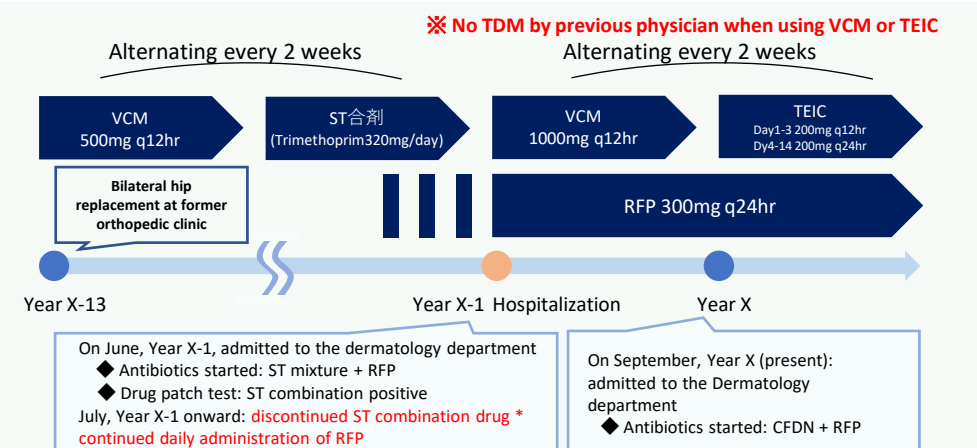 ※ No TDM by previous physician when using VCM or TEIC
Alternating every 2 weeks
Alternating every 2 weeks
VCM
500mg q12hr
ST合剤
(Trimethoprim320mg/day)
VCM
1000mg q12hr
TEIC
Day1-3 200mg q12hr
Dy4-14 200mg q24hr
Bilateral hip
replacement at former
orthopedic clinic
RFP 300mg q24hr
Year X-13
Year X-1 Hospitalization
Year X
On June, Year X-1, admitted to the dermatology department
◆ Antibiotics started: ST mixture + RFP
◆ Drug patch test: ST combination positive
July, Year X-1 onward: discontinued ST combination drug *
continued daily administration of RFP
On September, Year X (present):
admitted to the Dermatology
department
◆ Antibiotics started: CFDN + RFP